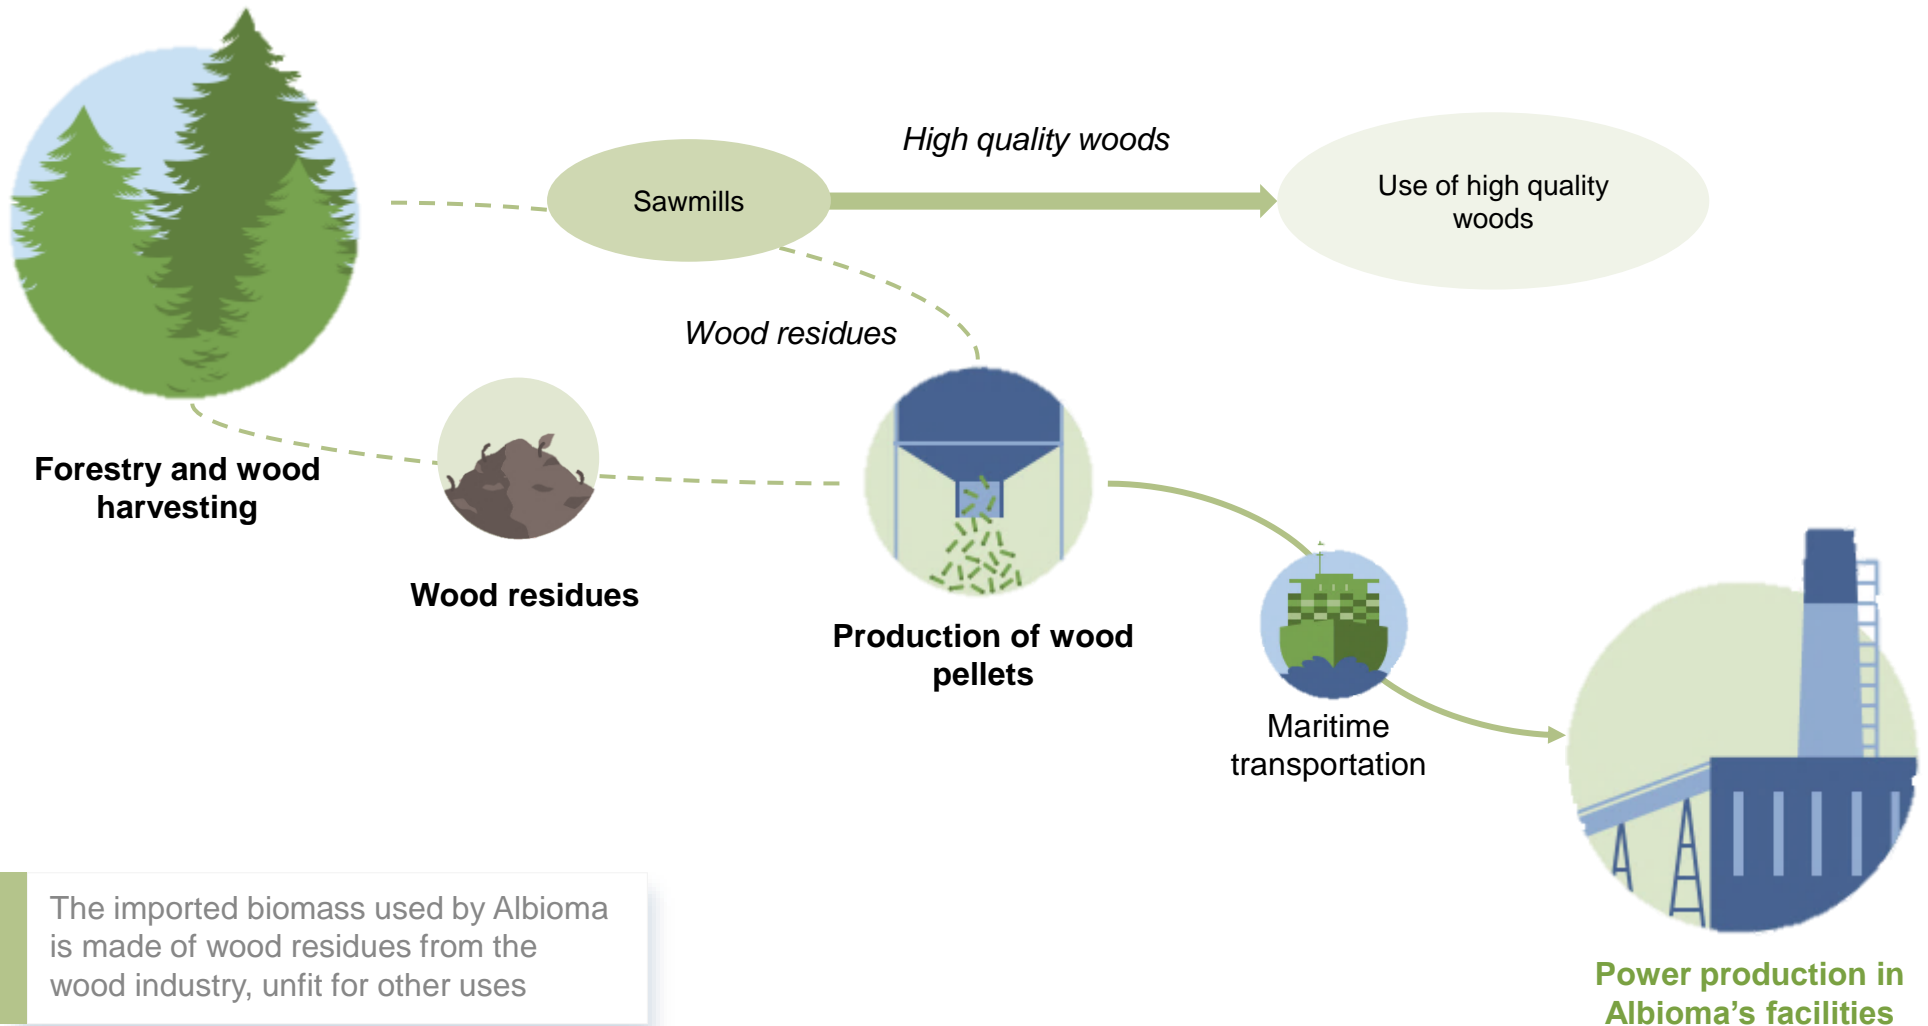 High quality woods
Sawmills
Use of high quality
woods
Wood residues
Forestry and wood
harvesting
Wood residues
Production of wood
pellets
Maritime
transportation
The imported biomass used by Albioma
is made of wood residues from the
wood industry, unfit for other uses
Power production in
Albioma’s facilities